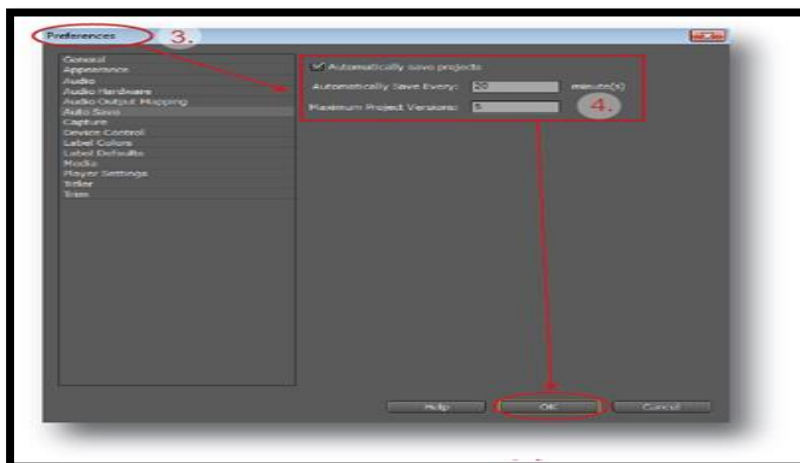 Preferences 3.
General
Appearance
Audio
Audio Hardware
Audio Output Mapping
Auto Save
Capture
Device Control
Label Colors
Label Defaults
Media
Player Settings
Titler
Trim
Automatically save projects
Automatically Save Every: 20 minute(s)
Maximum Project Versions: 5
4.
Help OK Cancel